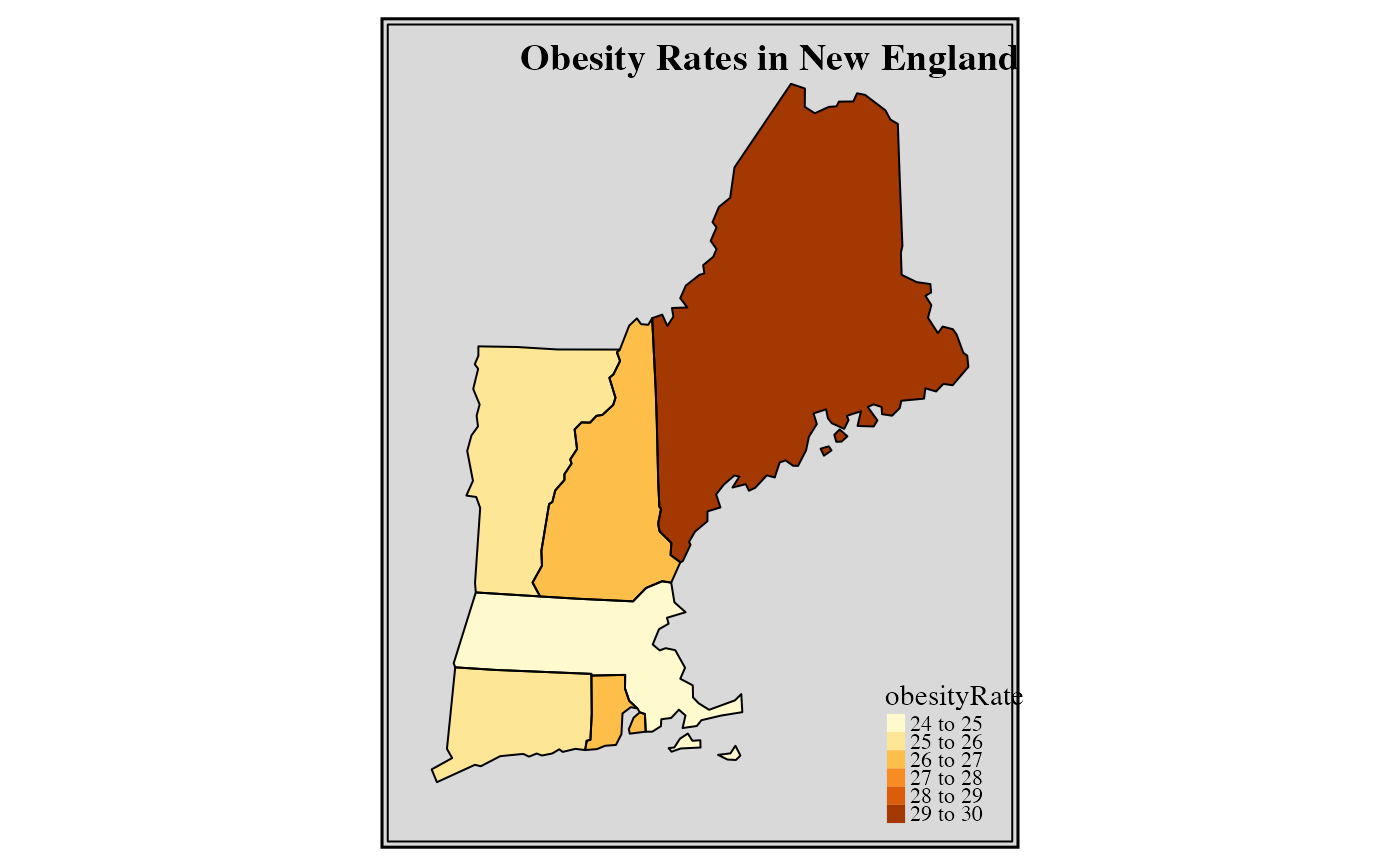 Obesity Rates in New England
obesityRate
24 to 25
25 to 26
26 to 27
27 to 28
28 to 29
29 to 30